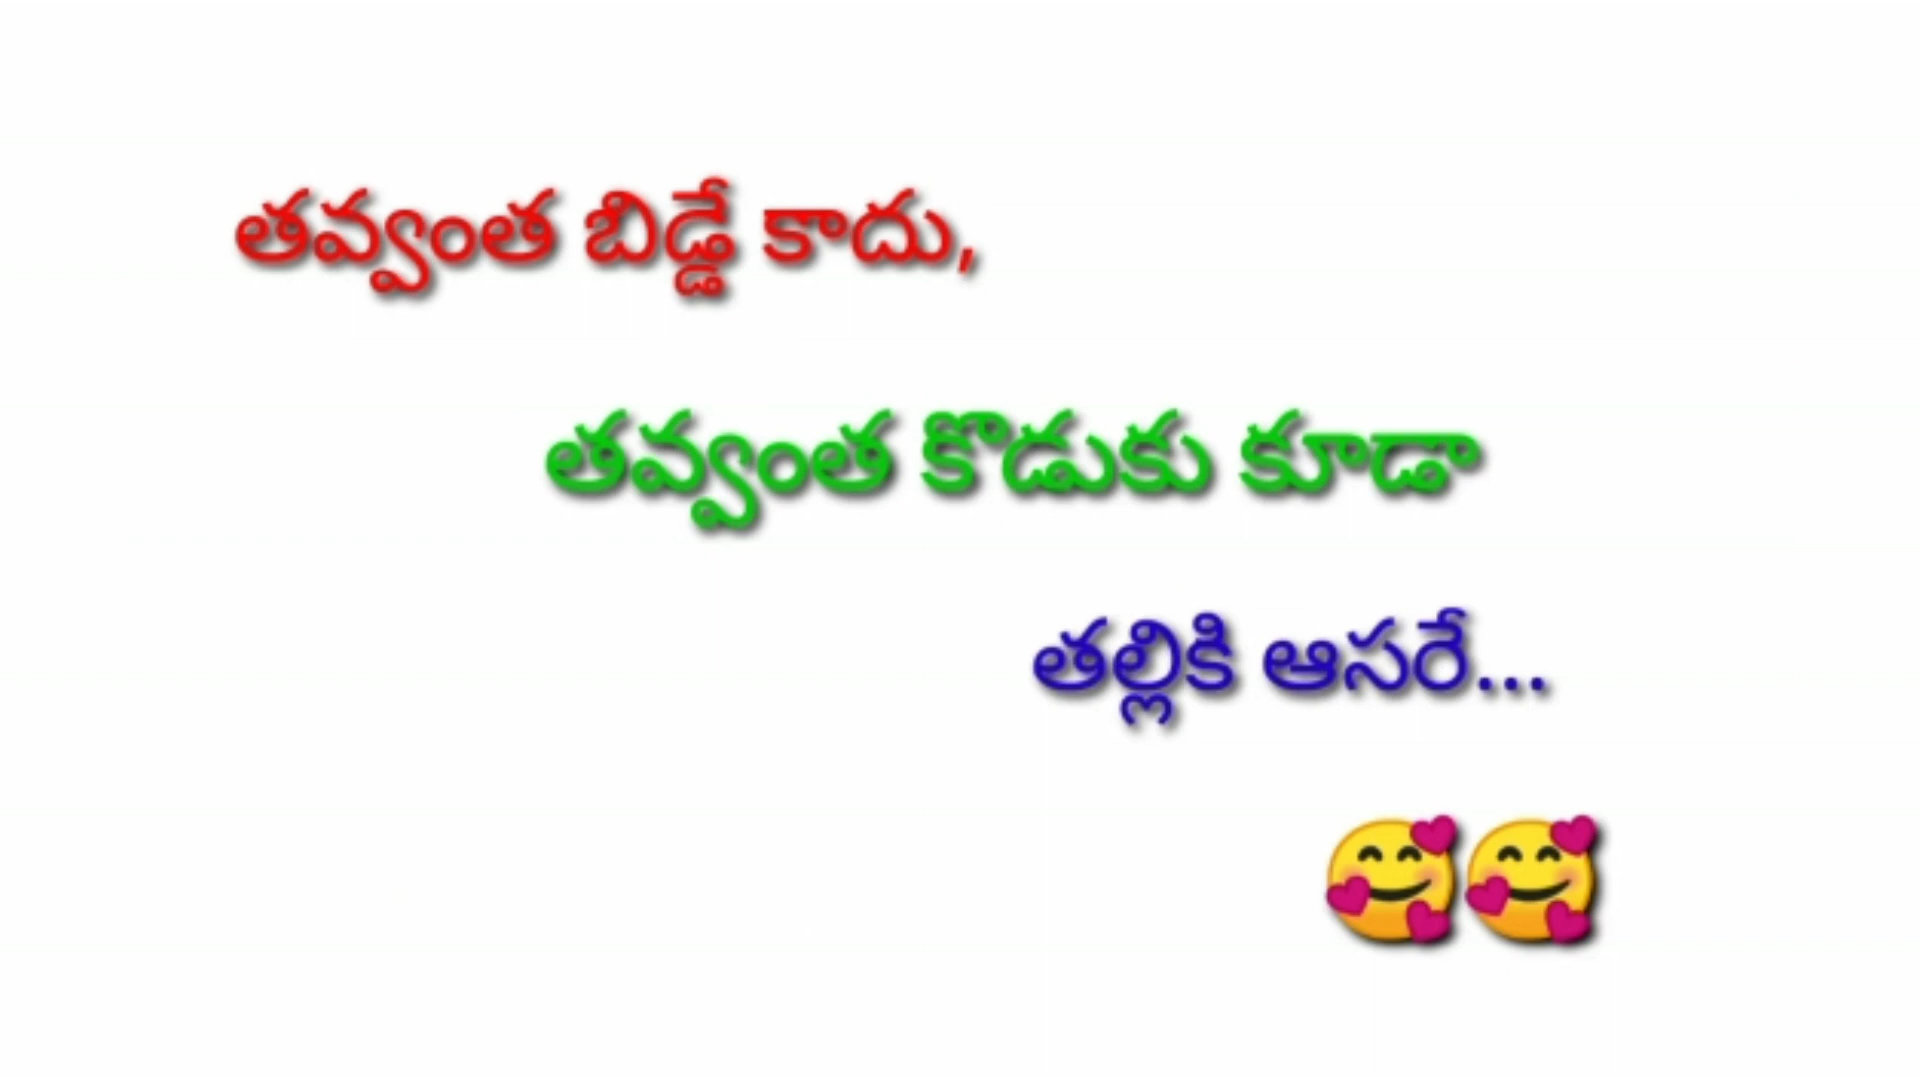 తవ్వంత బిడ్డే కాదు,
తవ్వంత కొడుకు కూడా
తల్లికి ఆసరే...
🥰🥰